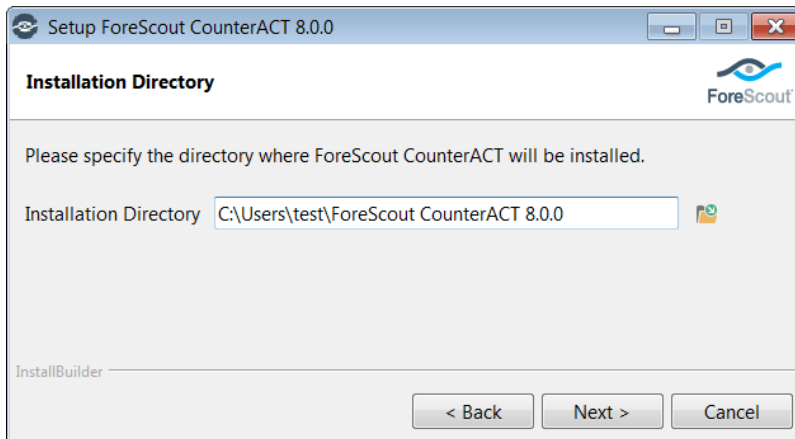 Setup ForeScout CounterACT 8.0.0
Installation Directory
ForeScout
Please specify the directory where ForeScout CounterACT will be installed.
Installation Directory C:\Users\test\ForeScout CounterACT 8.0.0
InstallBuilder
< Back Next > Cancel